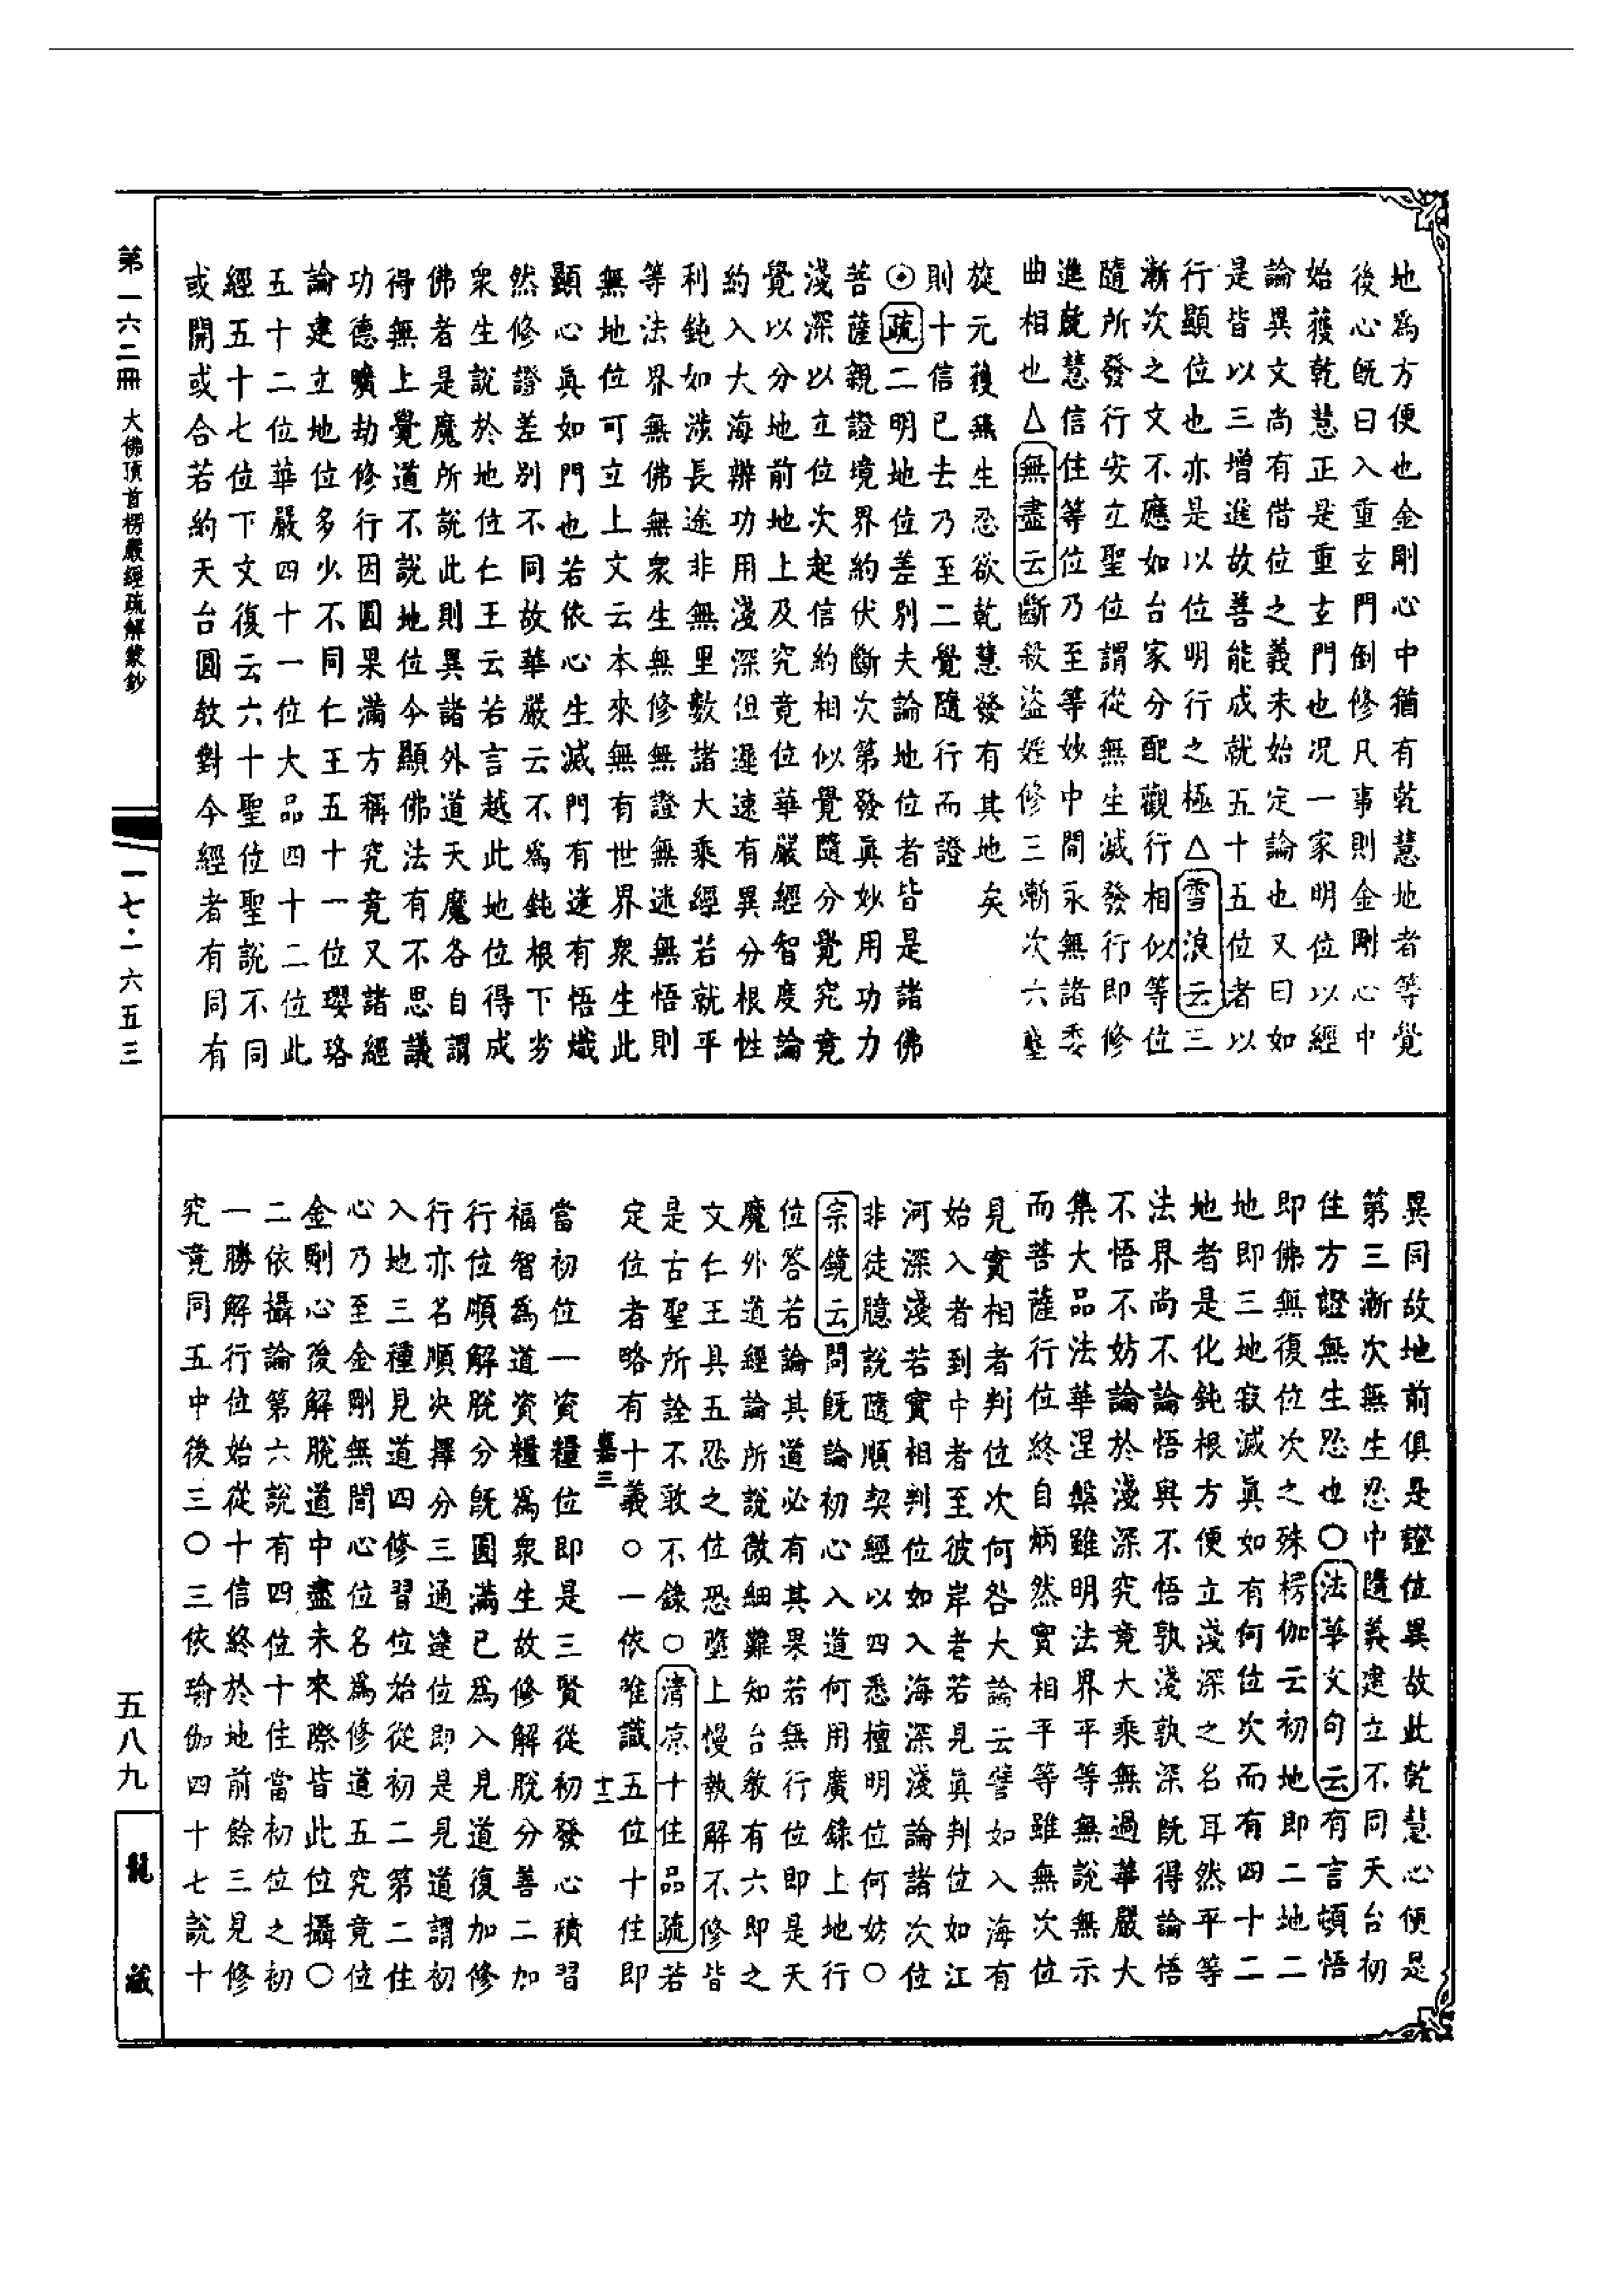 地為方便也金剛心中猶有乾慧地者等覺
後心既曰入重玄門倒修凡事則金剛心中
始獲乾慧正是重玄門也况一家明位以經
論異文尚有借位之義未始定論也又曰如
是皆以三增進故善能成就五十五位者以
行顯位也亦是以位明行之極△雪浪云三
漸次之文不應如台家分配觀行相似等位
隨所發行安立聖位謂從無生滅發行即修
進乾慧信住等位乃至等妙中間永無諸委
曲相也△無盡云斷殺盜婬修三漸次六塵
旋元獲無生忍欲乾慧發有其地矣
則十信已去乃至二覺隨行而證
⊙疏二明地位差別夫論地位者皆是諸佛
菩薩親證境界約伏斷次第發真妙用功力
淺深以立位次起信約相似覺隨分覺究竟
覺以分地前地上及究竟位華嚴經智度論
約入大海辨功用淺深但遲速有異分根性
利鈍如涉長途非無里數諸大乘經若就平
等法界無佛無眾生無修無證無迷無悟則
無地位可立上文云本來無有世界眾生此
顯心真如門也若依心生滅門有迷有悟熾
然修證差別不同故華嚴云不為鈍根下劣
眾生說於地位仁王云若言越此地位得成
佛者是魔所說此則異諸外道天魔各自謂
得無上覺道不說地位今顯佛法有不思議
功德曠劫修行因圓果滿方稱究竟又諸經
論建立地位多少不同仁王五十一位瓔珞
五十二位華嚴四十一位大品四十二位此
經五十七位下文復云六十聖位聖說不同
或開或合若約天台圓教對今經者有同有
異同故地前俱是證位異故此乾慧心便是
第三漸次無生忍中隨義建立不同天台初
住方證無生忍也○法華文句云有言頓悟
即佛無復位次之殊楞伽云初地即二地二
地即三地寂滅真如有何位次而有四十二
地者是化鈍根方便立淺深之名耳然平等
法界尚不論悟與不悟孰淺孰深既得論悟
不悟不妨論於淺深究竟大乘無過華嚴大
集大品法華涅槃雖明法界平等無說無示
而菩薩行位終自炳然實相平等雖無次位
見實相者判位次何咎大論云譬如入海有
始入者到中者至彼岸者若見真判位如江
河深淺若實相判位如入海深淺論諸次位
非徒臆說隨順契經以四悉檀明位何妨○
宗鏡云問既論初心入道何用廣錄上地行
位答若論其道必有其果若無行位即是天
魔外道經論所說微細難知台教有六即之
文仁王具五忍之位恐墮上慢執解不修皆
是古聖所詮不敢不錄○清凉十住品疏若
定位者略有十義○一依唯識五位十住即
嘉三 十二
當初位一資糧位即是三賢從初發心積習
福智為道資糧為眾生故修解脫分善二加
行位順解脫分既圓滿已為入見道復加修
行亦名順決擇分三通達位即是見道謂初
入地三種見道四修習位始從初二第二住
心乃至金剛無間心位名為修道五究竟位
金剛心後解脫道中盡未來際皆此位攝○
二依攝論第六說有四位十住當初位之初
一勝解行位始從十信終於地前餘三見修
究竟同五中後三○三依瑜伽四十七說十
第一六二冊 大佛頂首楞嚴經疏解蒙鈔
一七·一六五三
五八九
龍藏